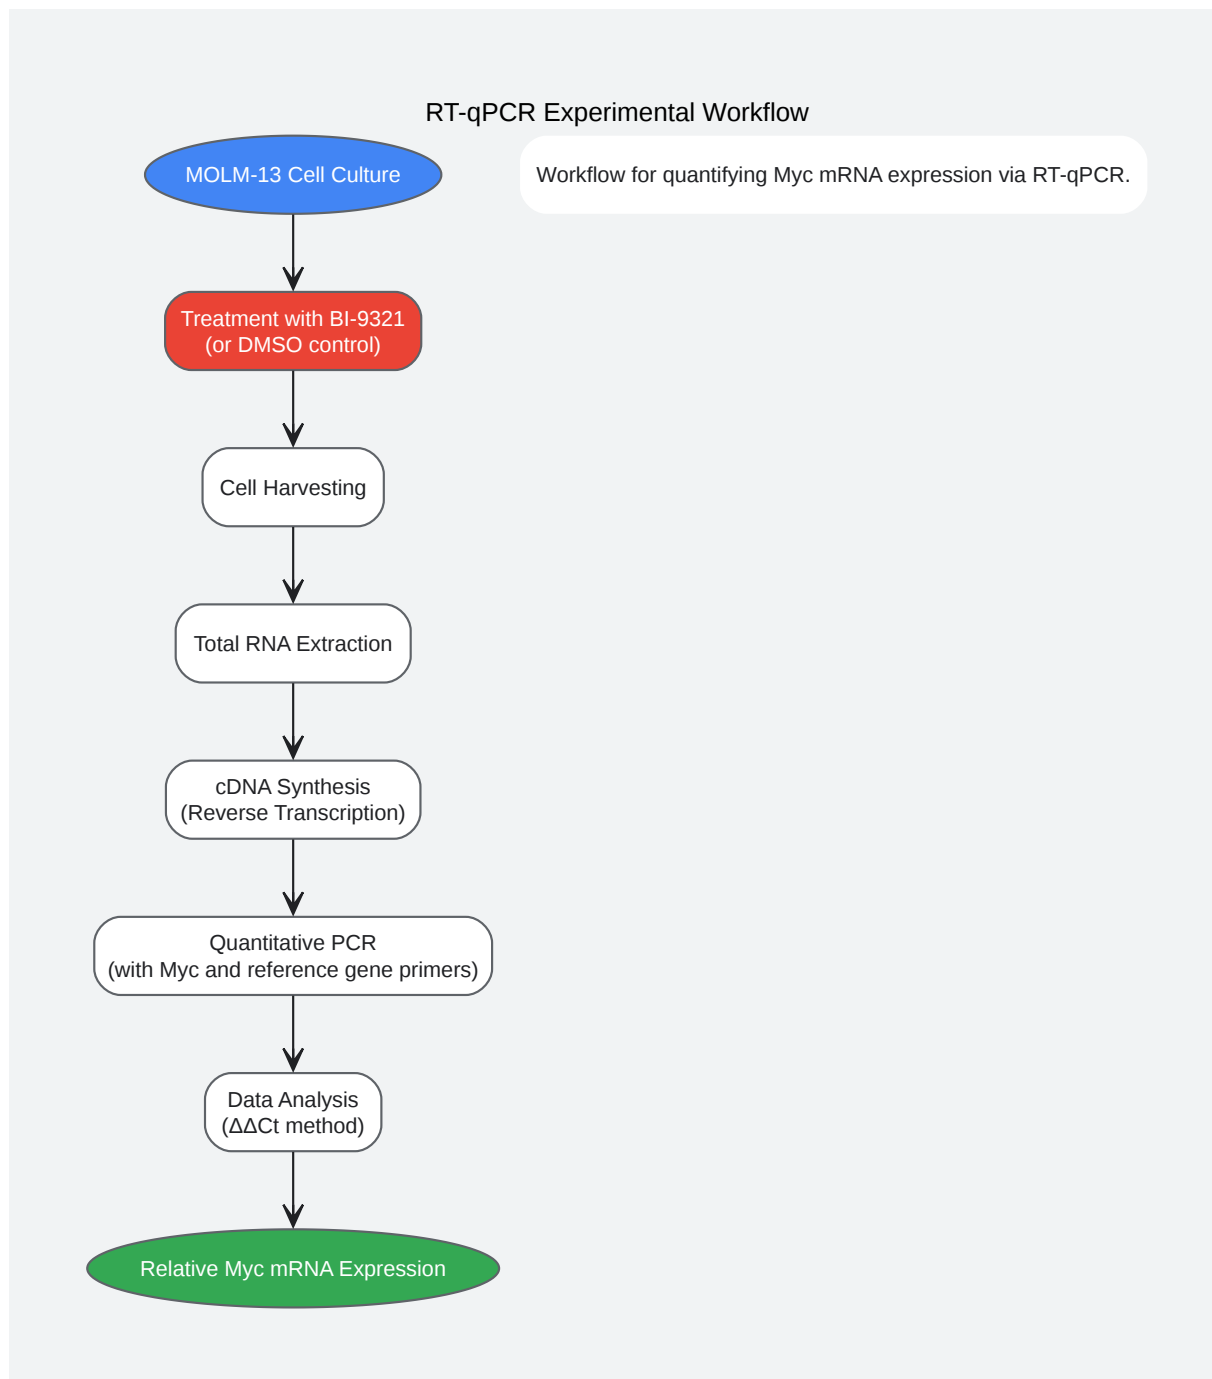 RT-qPCR Experimental Workflow
MOLM-13 Cell Culture
Workflow for quantifying Myc mRNA expression via RT-qPCR.
Treatment with BI-9321
(or DMSO control)
Cell Harvesting
Total RNA Extraction
cDNA Synthesis
(Reverse Transcription)
Quantitative PCR
(with Myc and reference gene primers)
Data Analysis
(ΔΔCt method)
Relative Myc mRNA Expression